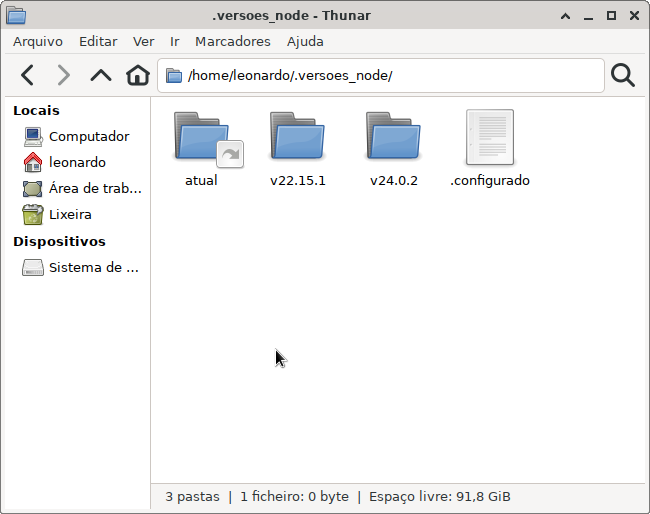 .versoes_node - Thunar
Arquivo Editar Ver Ir Marcadores Ajuda
/home/leonardo/.versoes_node/
Locais
Computador
leonardo
Área de trab...
Lixeira
Dispositivos
Sistema de ...
atual v22.15.1 v24.0.2 .configurado
3 pastas | 1 ficheiro: 0 byte | Espaço livre: 91,8 GiB